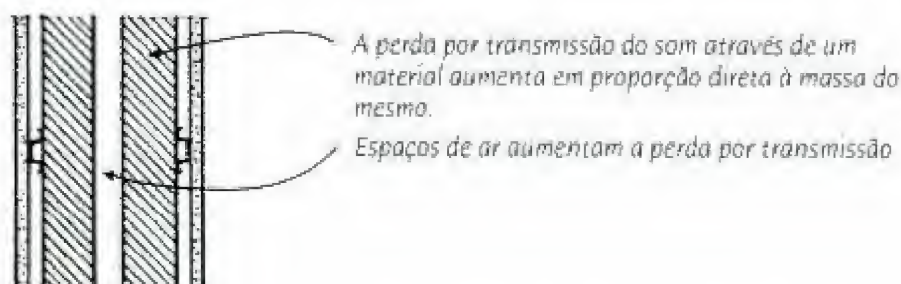 A perda por transmissão do som através de um
material aumenta em proporção direta à massa do
mesmo.
Espaços de ar aumentam a perda por transmissão